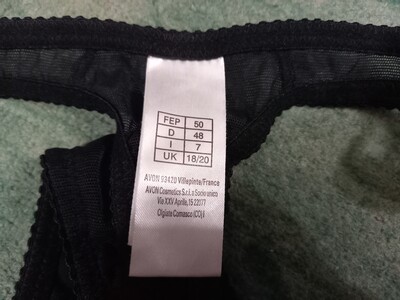 FEP 50
D 48
I 7
UK 18/20
AVON 93420 Villepinte/France
AVON Cosmetics S.r.l. a Socio unico
Via XXV Aprile, 15 22077
Olgiate Comasco (CO) I